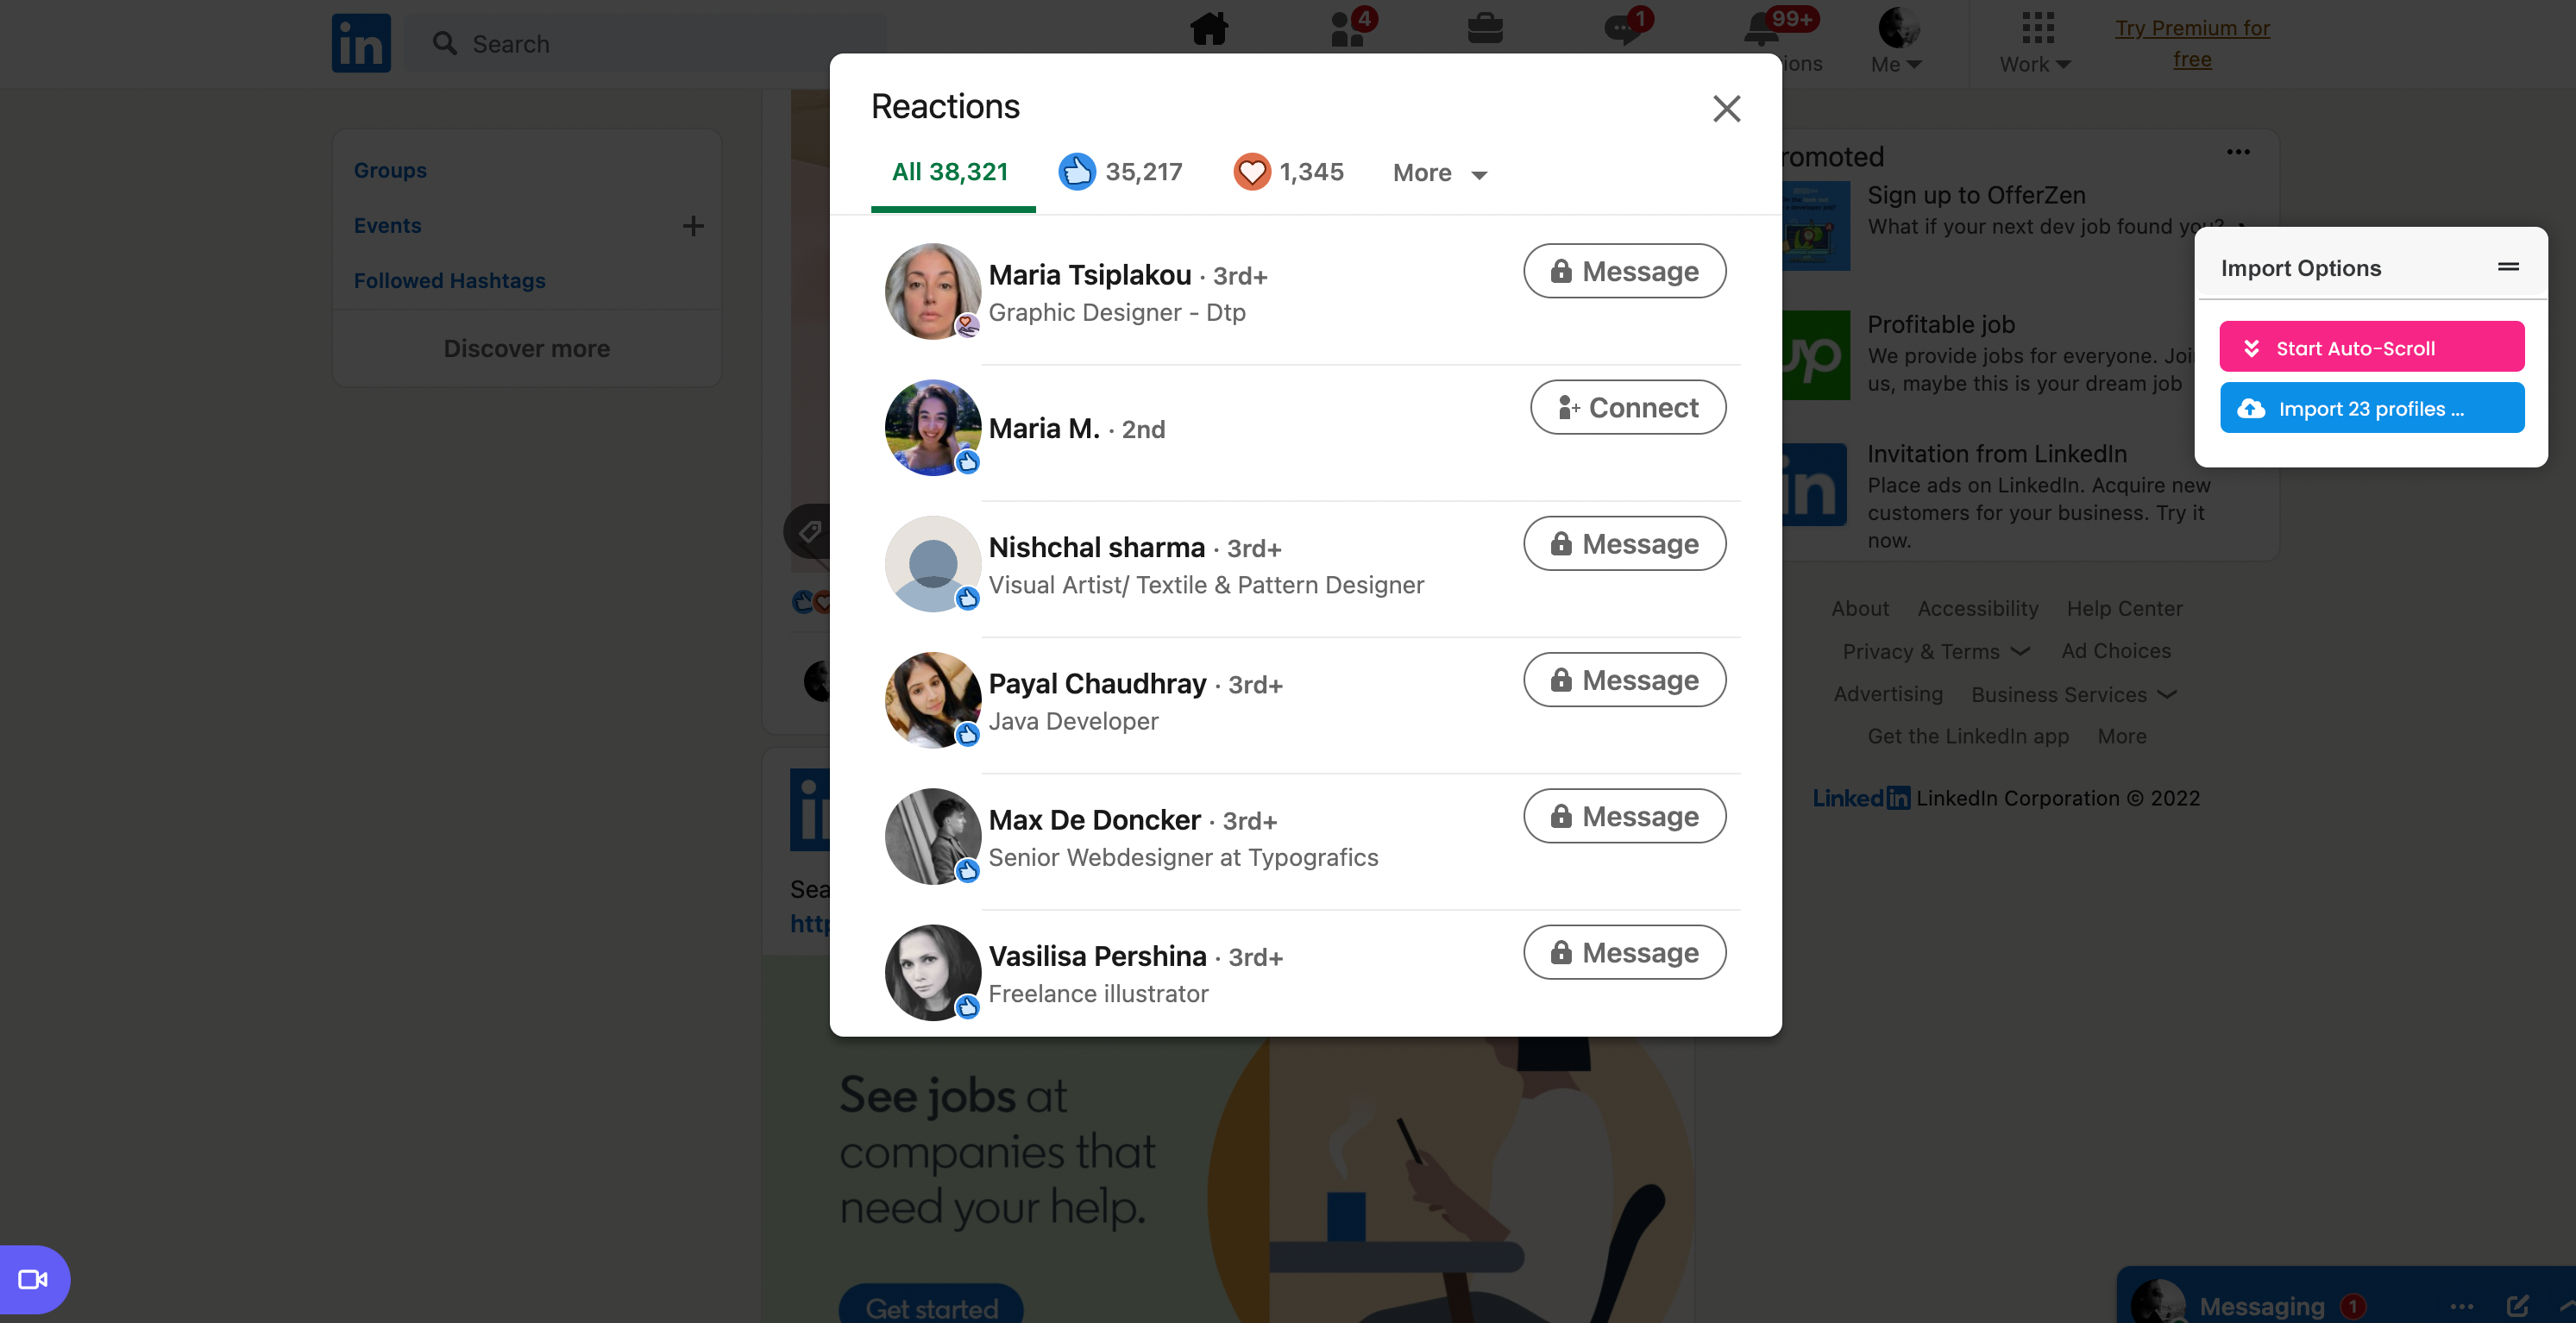 in
Search
4
1
99+
ions
Me
Work
Try Premium for
free
Groups
Events
Followed Hashtags
Discover more
Reactions
All 38,321
35,217
1,345
More
Maria Tsiplakou · 3rd+
Graphic Designer - Dtp
Message
Maria M. · 2nd
Connect
Nishchal sharma · 3rd+
Visual Artist/ Textile & Pattern Designer
Message
Payal Chaudhray · 3rd+
Java Developer
Message
Max De Doncker · 3rd+
Senior Webdesigner at Typografics
Message
Vasilisa Pershina · 3rd+
Freelance illustrator
Message
romoted
Sign up to OfferZen
What if your next dev job found you?
up
Profitable job
We provide jobs for everyone. Joi
us, maybe this is your dream job
in
Invitation from LinkedIn
Place ads on LinkedIn. Acquire new
customers for your business. Try it
now.
Import Options
Start Auto-Scroll
Import 23 profiles ...
About Accessibility Help Center
Privacy & Terms Ad Choices
Advertising Business Services
Get the LinkedIn app More
Linkedin LinkedIn Corporation © 2022
Sea
http
See jobs at
companies that
need your help.
Get started
Messaging 1